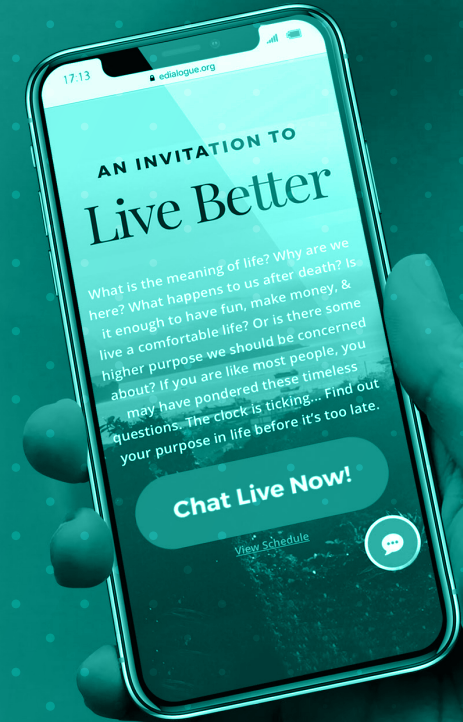 17:13
edialogue.org
AN INVITATION TO
Live Better
What is the meaning of life? Why are we
here? What happens to us after death? Is
it enough to have fun, make money, &
live a comfortable life? Or is there some
higher purpose we should be concerned
about? If you are like most people, you
may have pondered these timeless
questions. The clock is ticking... Find out
your purpose in life before it's too late.
Chat Live Now!
View Schedule